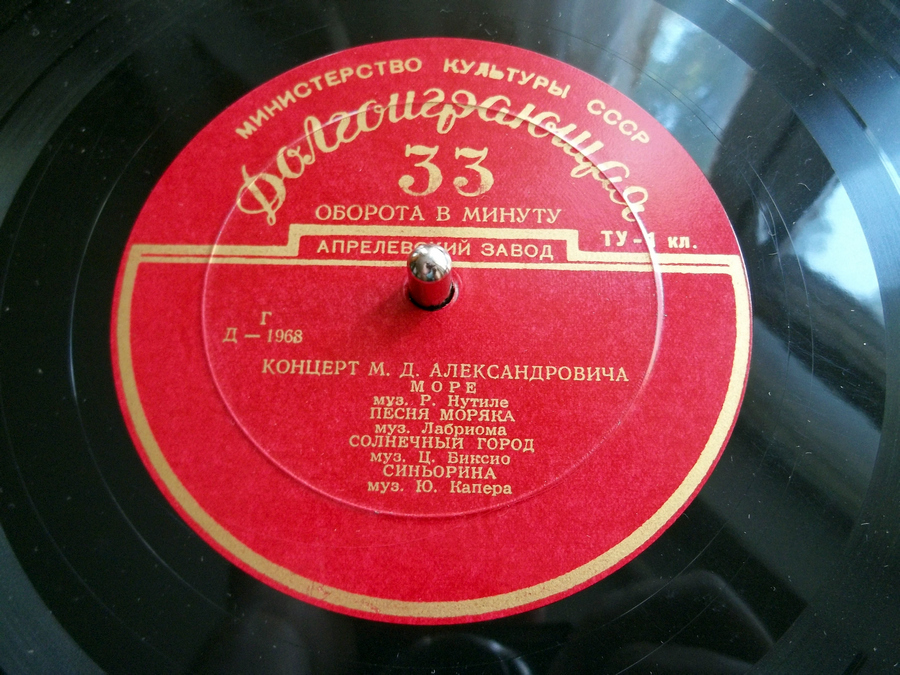 МИНИСТЕРСТВО КУЛЬТУРЫ СССР
Долгоиграющая
33
ОБОРОТА В МИНУТУ
АПРЕЛЕВСКИЙ ЗАВОД
ТУ-1 кл.
Г
Д — 1968
КОНЦЕРТ М. Д. АЛЕКСАНДРОВИЧА
МОРЕ
муз. Р. Нутиле
ПЕСНЯ МОРЯКА
муз. Лабриома
СОЛНЕЧНЫЙ ГОРОД
муз. Ц. Биксио
СИНЬОРИНА
муз. Ю. Капера